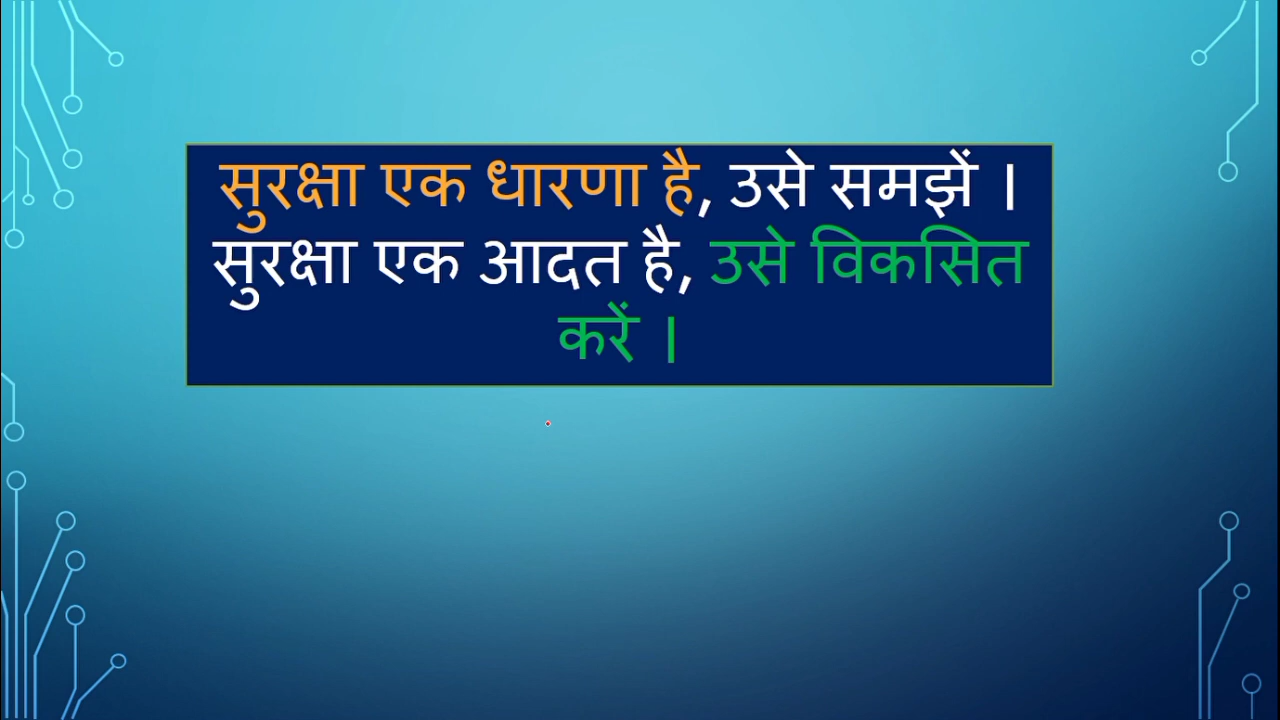 सुरक्षा एक धारणा है, उसे समझें ।
सुरक्षा एक आदत है, उसे विकसित
करें ।